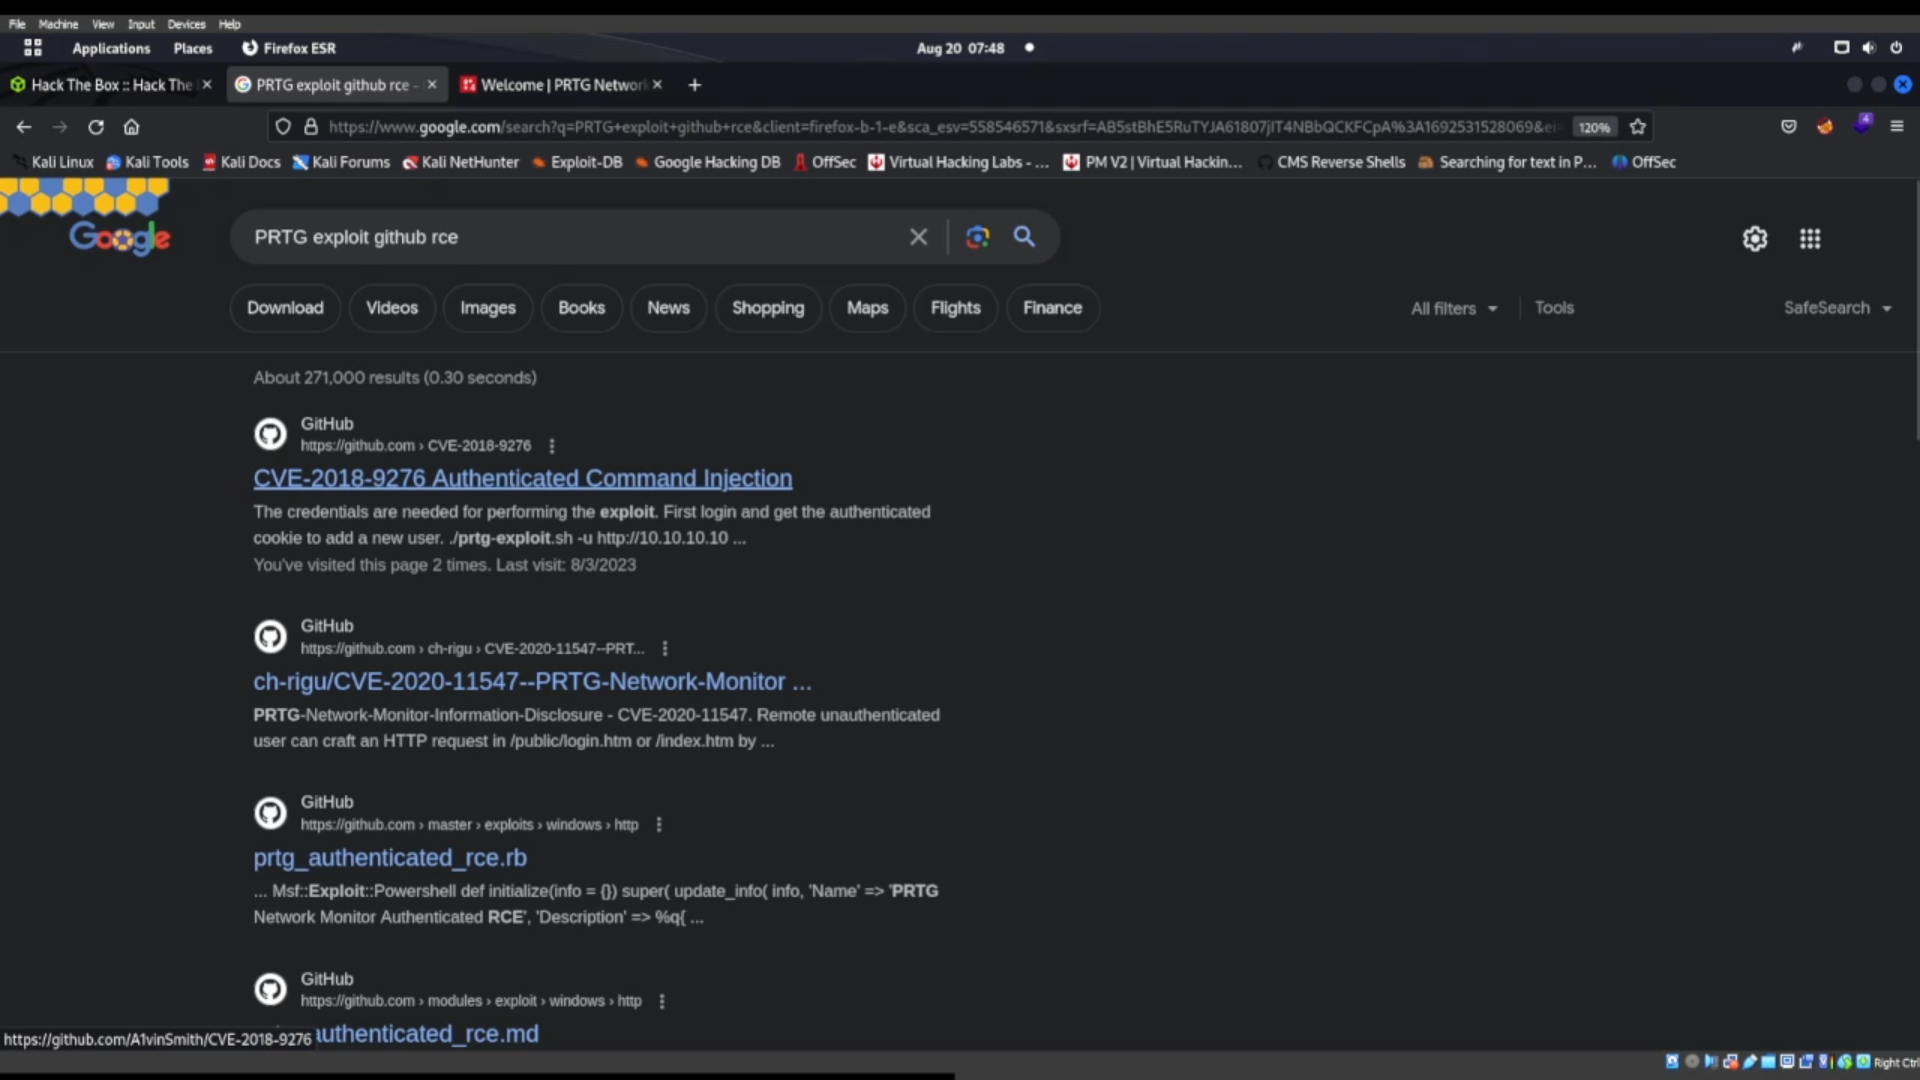 File Machine View Input Devices Help
Applications Places Firefox ESR Aug 20 07:48
Hack The Box :: Hack The PRTG exploit github rce - Welcome | PRTG Network
https://www.google.com/search?q=PRTG+exploit+github+rce&client=firefox-b-1-e&sca_esv=558546571&sxsrf=AB5stBhE5RuTYJA61807jIT4NBbQCKFCpA%3A1692531528069&ei= 120%
Kali Linux Kali Tools Kali Docs Kali Forums Kali NetHunter Exploit-DB Google Hacking DB OffSec Virtual Hacking Labs - ... PM V2 | Virtual Hackin... CMS Reverse Shells Searching for text in P... OffSec
Google PRTG exploit github rce
Download Videos Images Books News Shopping Maps Flights Finance All filters Tools SafeSearch
About 271,000 results (0.30 seconds)
GitHub
https://github.com › CVE-2018-9276
CVE-2018-9276 Authenticated Command Injection
The credentials are needed for performing the exploit. First login and get the authenticated
cookie to add a new user. ./prtg-exploit.sh -u http://10.10.10.10 ...
You've visited this page 2 times. Last visit: 8/3/2023
GitHub
https://github.com › ch-rigu › CVE-2020-11547--PRT...
ch-rigu/CVE-2020-11547--PRTG-Network-Monitor ...
PRTG-Network-Monitor-Information-Disclosure - CVE-2020-11547. Remote unauthenticated
user can craft an HTTP request in /public/login.htm or /index.htm by ...
GitHub
https://github.com › master › exploits › windows › http
prtg_authenticated_rce.rb
... Msf::Exploit::Powershell def initialize(info = {}) super( update_info( info, 'Name' => 'PRTG
Network Monitor Authenticated RCE', 'Description' => %q{ ...
GitHub
https://github.com › modules › exploit › windows › http
authenticated_rce.md
https://github.com/A1vinSmith/CVE-2018-9276
Right Ctrl